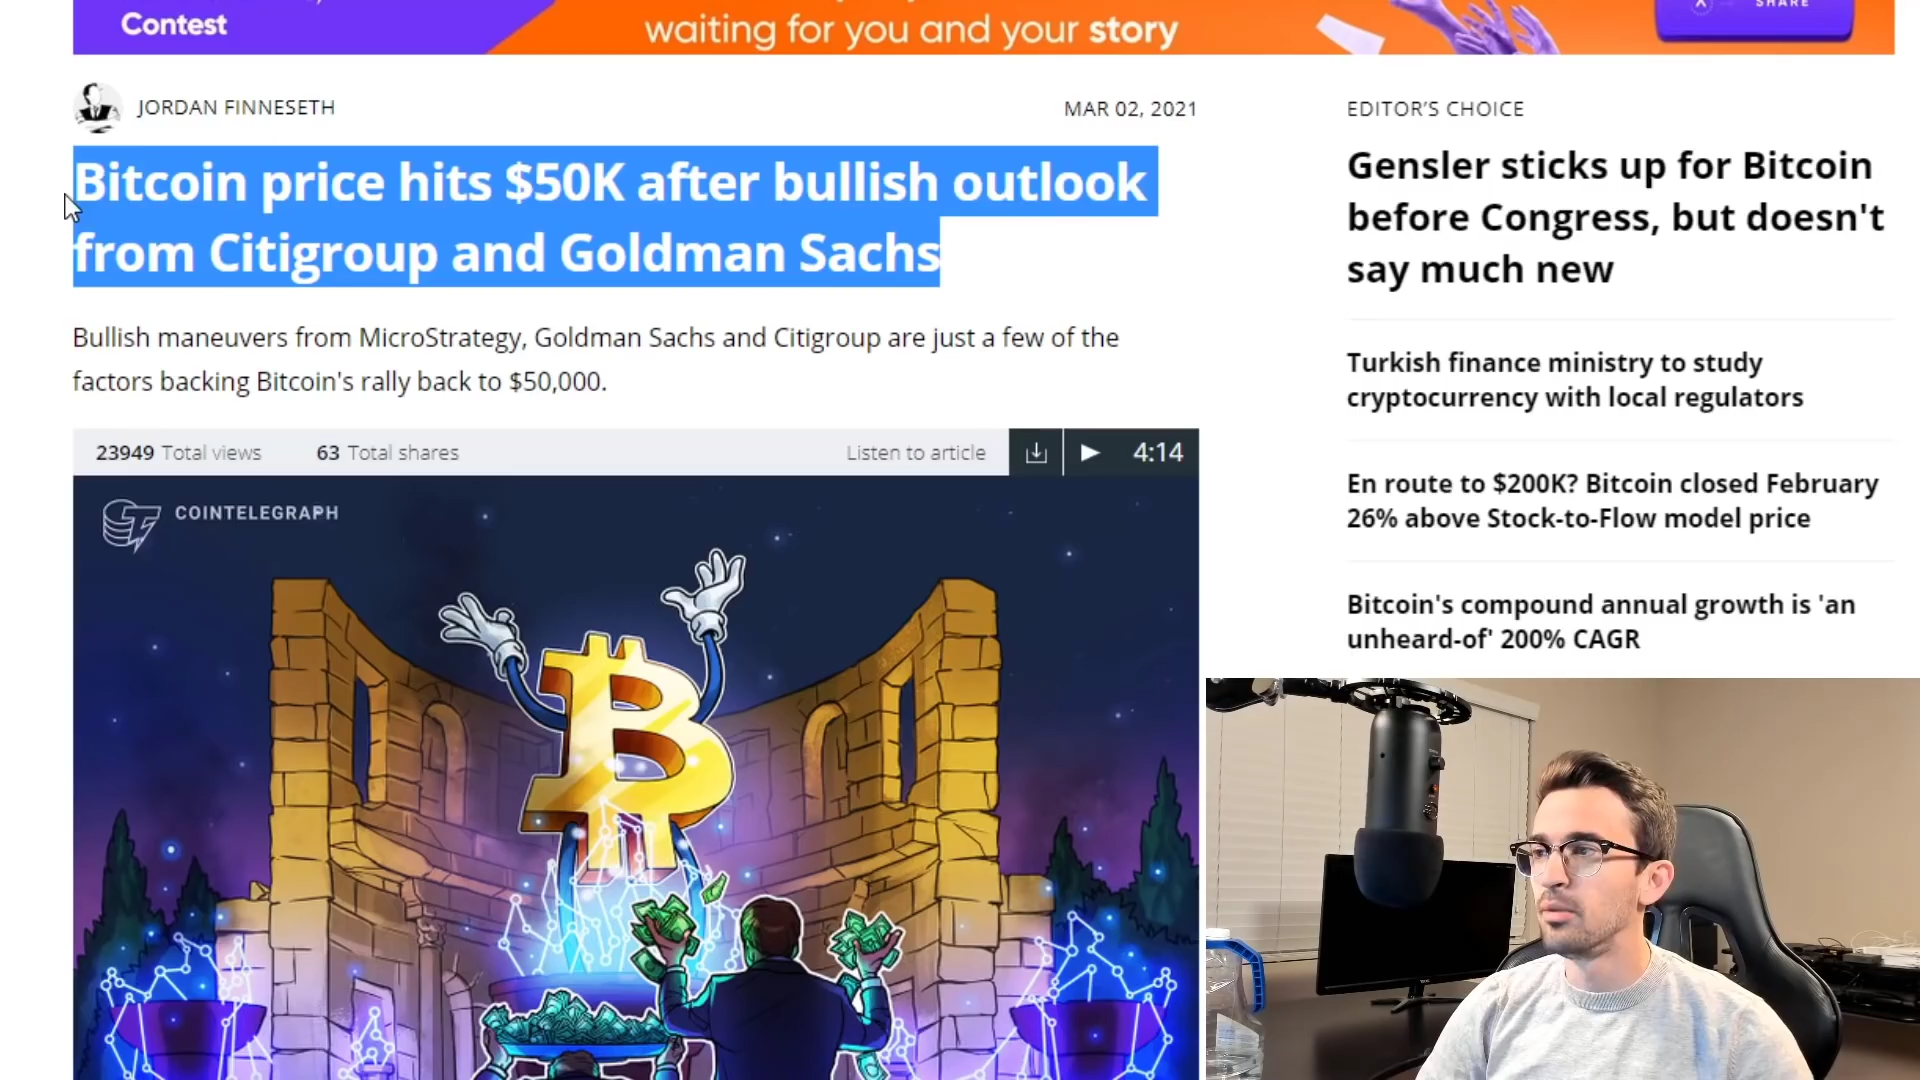 Contest
waiting for you and your story
SHARE
JORDAN FINNESETH
MAR 02, 2021
Bitcoin price hits $50K after bullish outlook
from Citigroup and Goldman Sachs
Bullish maneuvers from MicroStrategy, Goldman Sachs and Citigroup are just a few of the
factors backing Bitcoin's rally back to $50,000.
23949 Total views
63 Total shares
Listen to article
4:14
COINTELEGRAPH
EDITOR'S CHOICE
Gensler sticks up for Bitcoin
before Congress, but doesn't
say much new
Turkish finance ministry to study
cryptocurrency with local regulators
En route to $200K? Bitcoin closed February
26% above Stock-to-Flow model price
Bitcoin's compound annual growth is 'an
unheard-of' 200% CAGR